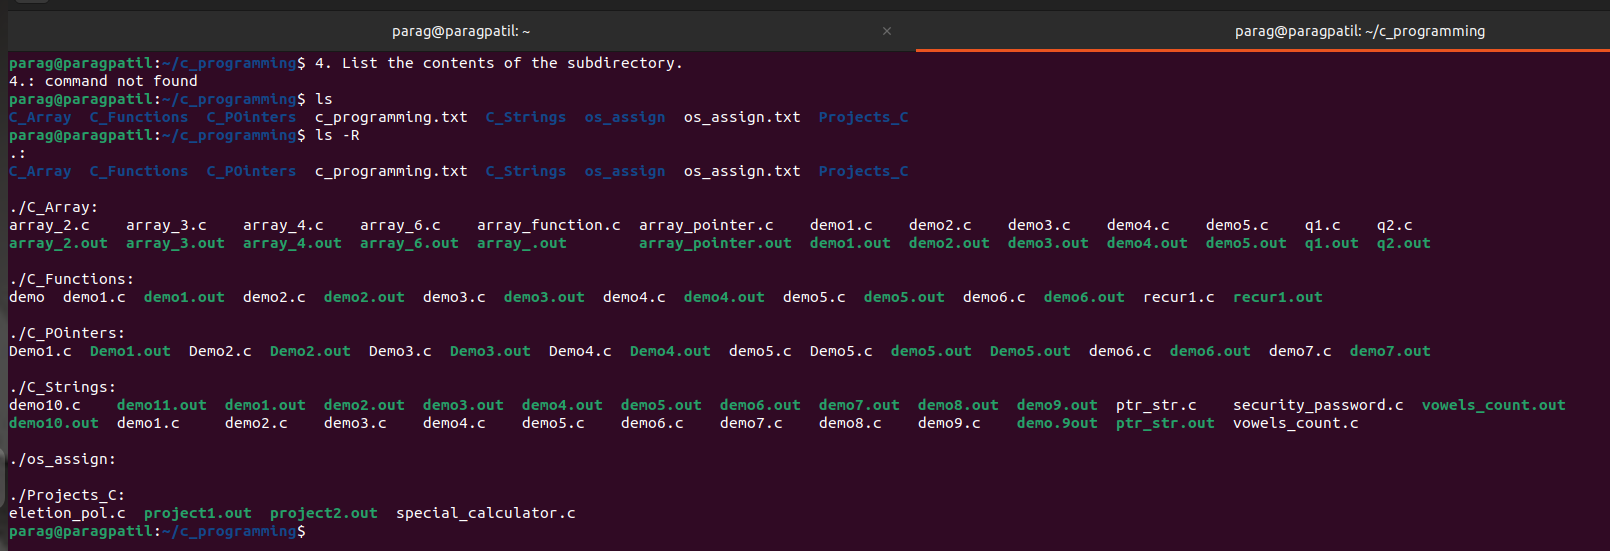 parag@paragpatil: ~ × parag@paragpatil: ~/c_programming
parag@paragpatil:~/c_programming$ 4. List the contents of the subdirectory.
4.: command not found
parag@paragpatil:~/c_programming$ ls
C_Array  C_Functions  C_POinters  c_programming.txt  C_Strings  os_assign  os_assign.txt  Projects_C
parag@paragpatil:~/c_programming$ ls -R
.:
C_Array  C_Functions  C_POinters  c_programming.txt  C_Strings  os_assign  os_assign.txt  Projects_C
./C_Array:
array_2.c    array_3.c    array_4.c    array_6.c    array_function.c  array_pointer.c    demo1.c    demo2.c    demo3.c    demo4.c    demo5.c    q1.c    q2.c
array_2.out  array_3.out  array_4.out  array_6.out  array_.out        array_pointer.out  demo1.out  demo2.out  demo3.out  demo4.out  demo5.out  q1.out  q2.out
./C_Functions:
demo  demo1.c  demo1.out  demo2.c  demo2.out  demo3.c  demo3.out  demo4.c  demo4.out  demo5.c  demo5.out  demo6.c  demo6.out  recur1.c  recur1.out
./C_POinters:
Demo1.c  Demo1.out  Demo2.c  Demo2.out  Demo3.c  Demo3.out  Demo4.c  Demo4.out  demo5.c  Demo5.c  demo5.out  Demo5.out  demo6.c  demo6.out  demo7.c  demo7.out
./C_Strings:
demo10.c    demo11.out  demo1.out  demo2.out  demo3.out  demo4.out  demo5.out  demo6.out  demo7.out  demo8.out  demo9.out  ptr_str.c    security_password.c  vowels_count.out
demo10.out  demo1.c     demo2.c    demo3.c    demo4.c    demo5.c    demo6.c    demo7.c    demo8.c    demo9.c    demo.9out  ptr_str.out  vowels_count.c
./os_assign:
./Projects_C:
eletion_pol.c  project1.out  project2.out  special_calculator.c
parag@paragpatil:~/c_programming$